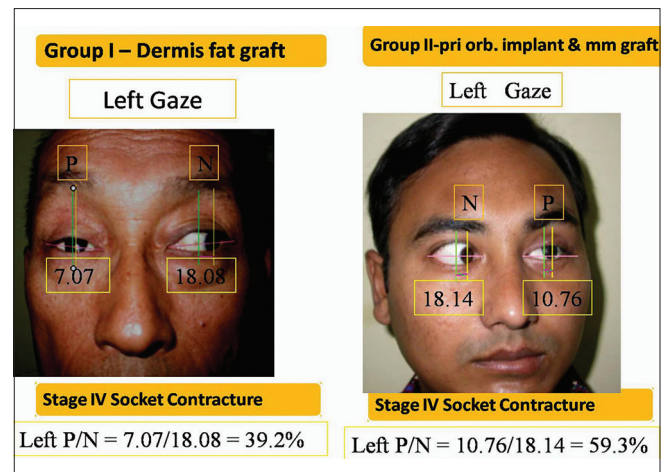 Group I – Dermis fat graft
Left Gaze
P
N
7.07
18.08
Stage IV Socket Contracture
Left P/N = 7.07/18.08 = 39.2%
Group II-pri orb. implant & mm graft
Left Gaze
N
P
18.14
10.76
Stage IV Socket Contracture
Left P/N = 10.76/18.14 = 59.3%